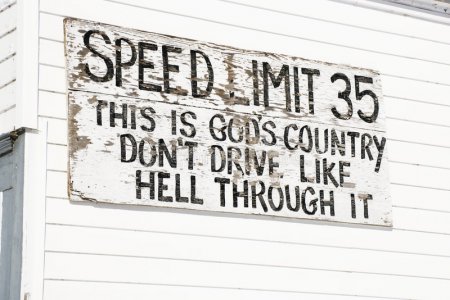 SPEED LIMIT 35
THIS IS GOD'S COUNTRY
DON'T DRIVE LIKE
HELL THROUGH IT